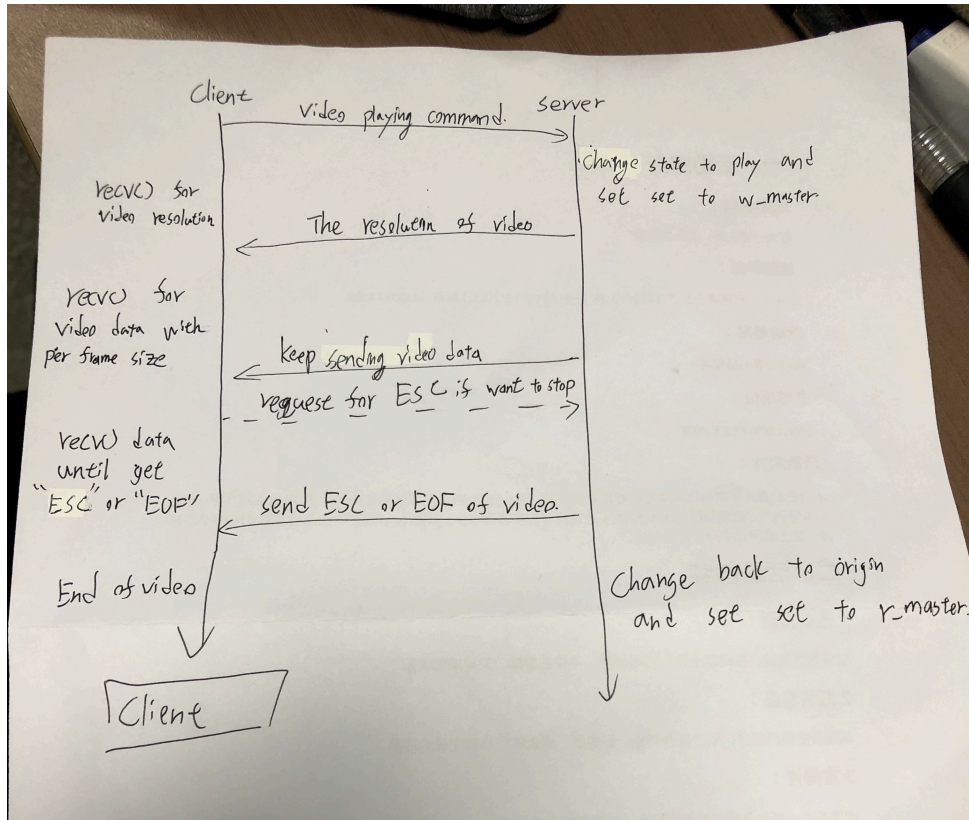 Client
server
video playing command.
change state to play and
set set to w_master
recv() for
video resolution
The resolution of video
recv() for
video data with
per frame size
keep sending video data
request for ESC if want to stop
recv() data
until get
"ESC" or "EOF"
send ESC or EOF of video.
End of video
Change back to origin
and set set to r_master.
Client